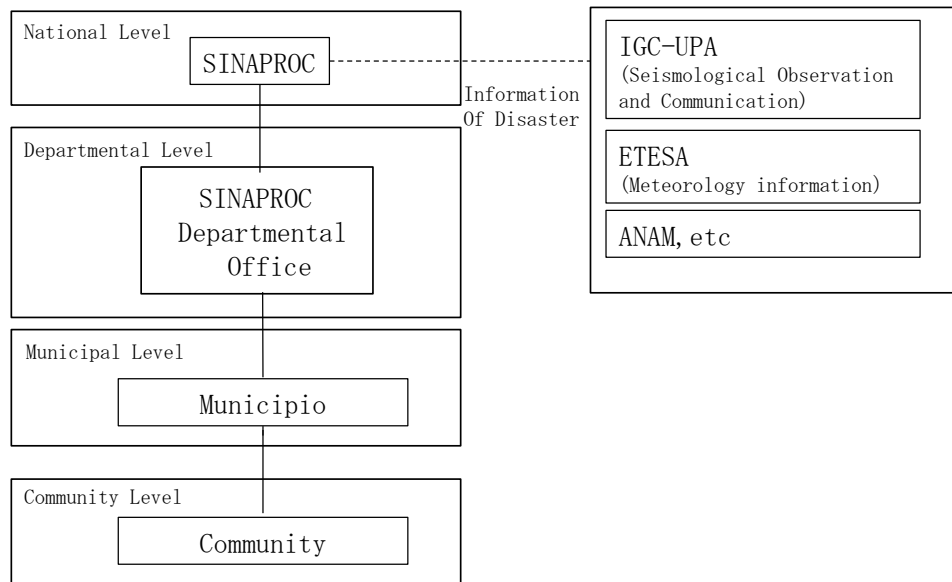 National Level
SINAPROC
Information
Of Disaster
IGC-UPA
(Seismological Observation
and Communication)
ETESA
(Meteorology information)
ANAM, etc
Departmental Level
SINAPROC
Departmental
Office
Municipal Level
Municipio
Community Level
Community